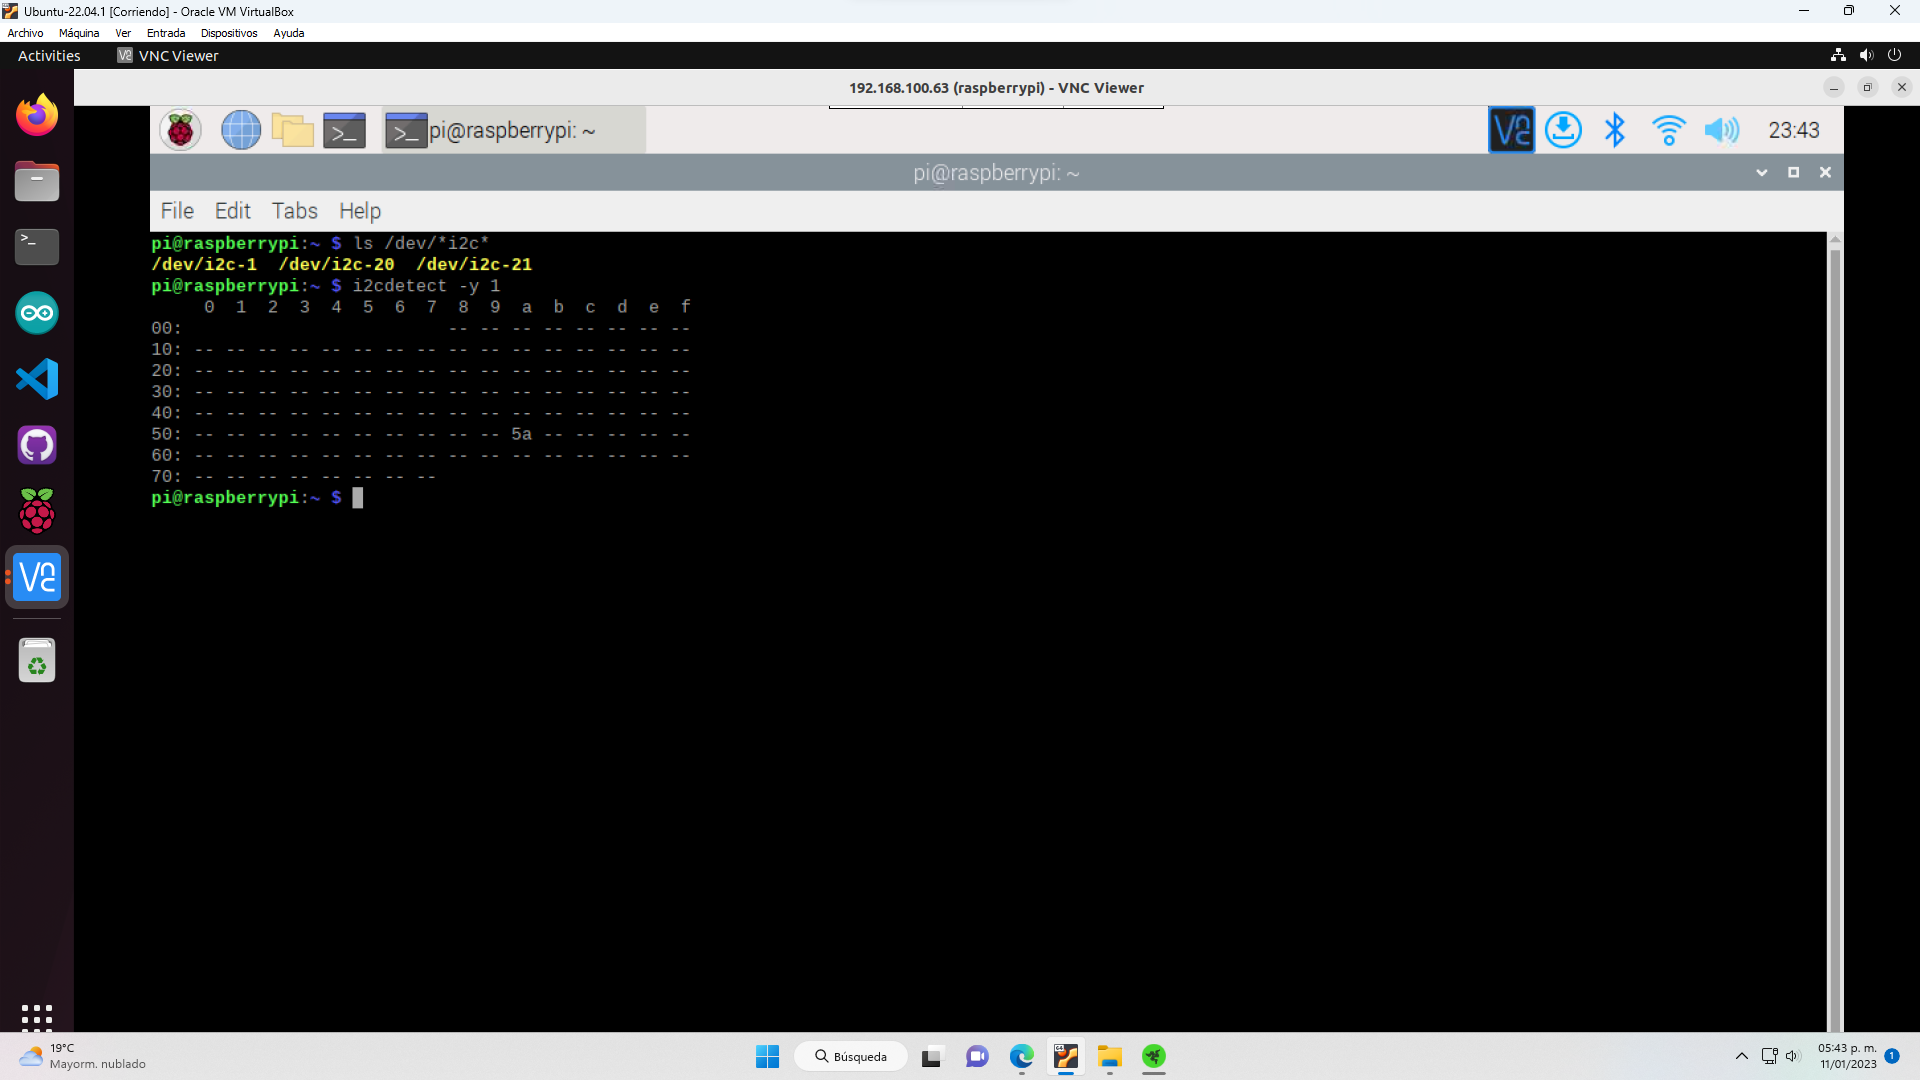 Ubuntu-22.04.1 [Corriendo] - Oracle VM VirtualBox
Archivo Máquina Ver Entrada Dispositivos Ayuda
Activities VNC Viewer
192.168.100.63 (raspberrypi) - VNC Viewer
pi@raspberrypi: ~ 23:43
pi@raspberrypi: ~
File Edit Tabs Help
pi@raspberrypi:~ $ ls /dev/*i2c*
/dev/i2c-1  /dev/i2c-20  /dev/i2c-21
pi@raspberrypi:~ $ i2cdetect -y 1
     0  1  2  3  4  5  6  7  8  9  a  b  c  d  e  f
00:                         -- -- -- -- -- -- -- --
10: -- -- -- -- -- -- -- -- -- -- -- -- -- -- -- --
20: -- -- -- -- -- -- -- -- -- -- -- -- -- -- -- --
30: -- -- -- -- -- -- -- -- -- -- -- -- -- -- -- --
40: -- -- -- -- -- -- -- -- -- -- -- -- -- -- -- --
50: -- -- -- -- -- -- -- -- -- -- 5a -- -- -- -- --
60: -- -- -- -- -- -- -- -- -- -- -- -- -- -- -- --
70: -- -- -- -- -- -- -- --
pi@raspberrypi:~ $
19°C
Mayorm. nublado
Búsqueda
05:43 p. m.
11/01/2023
1